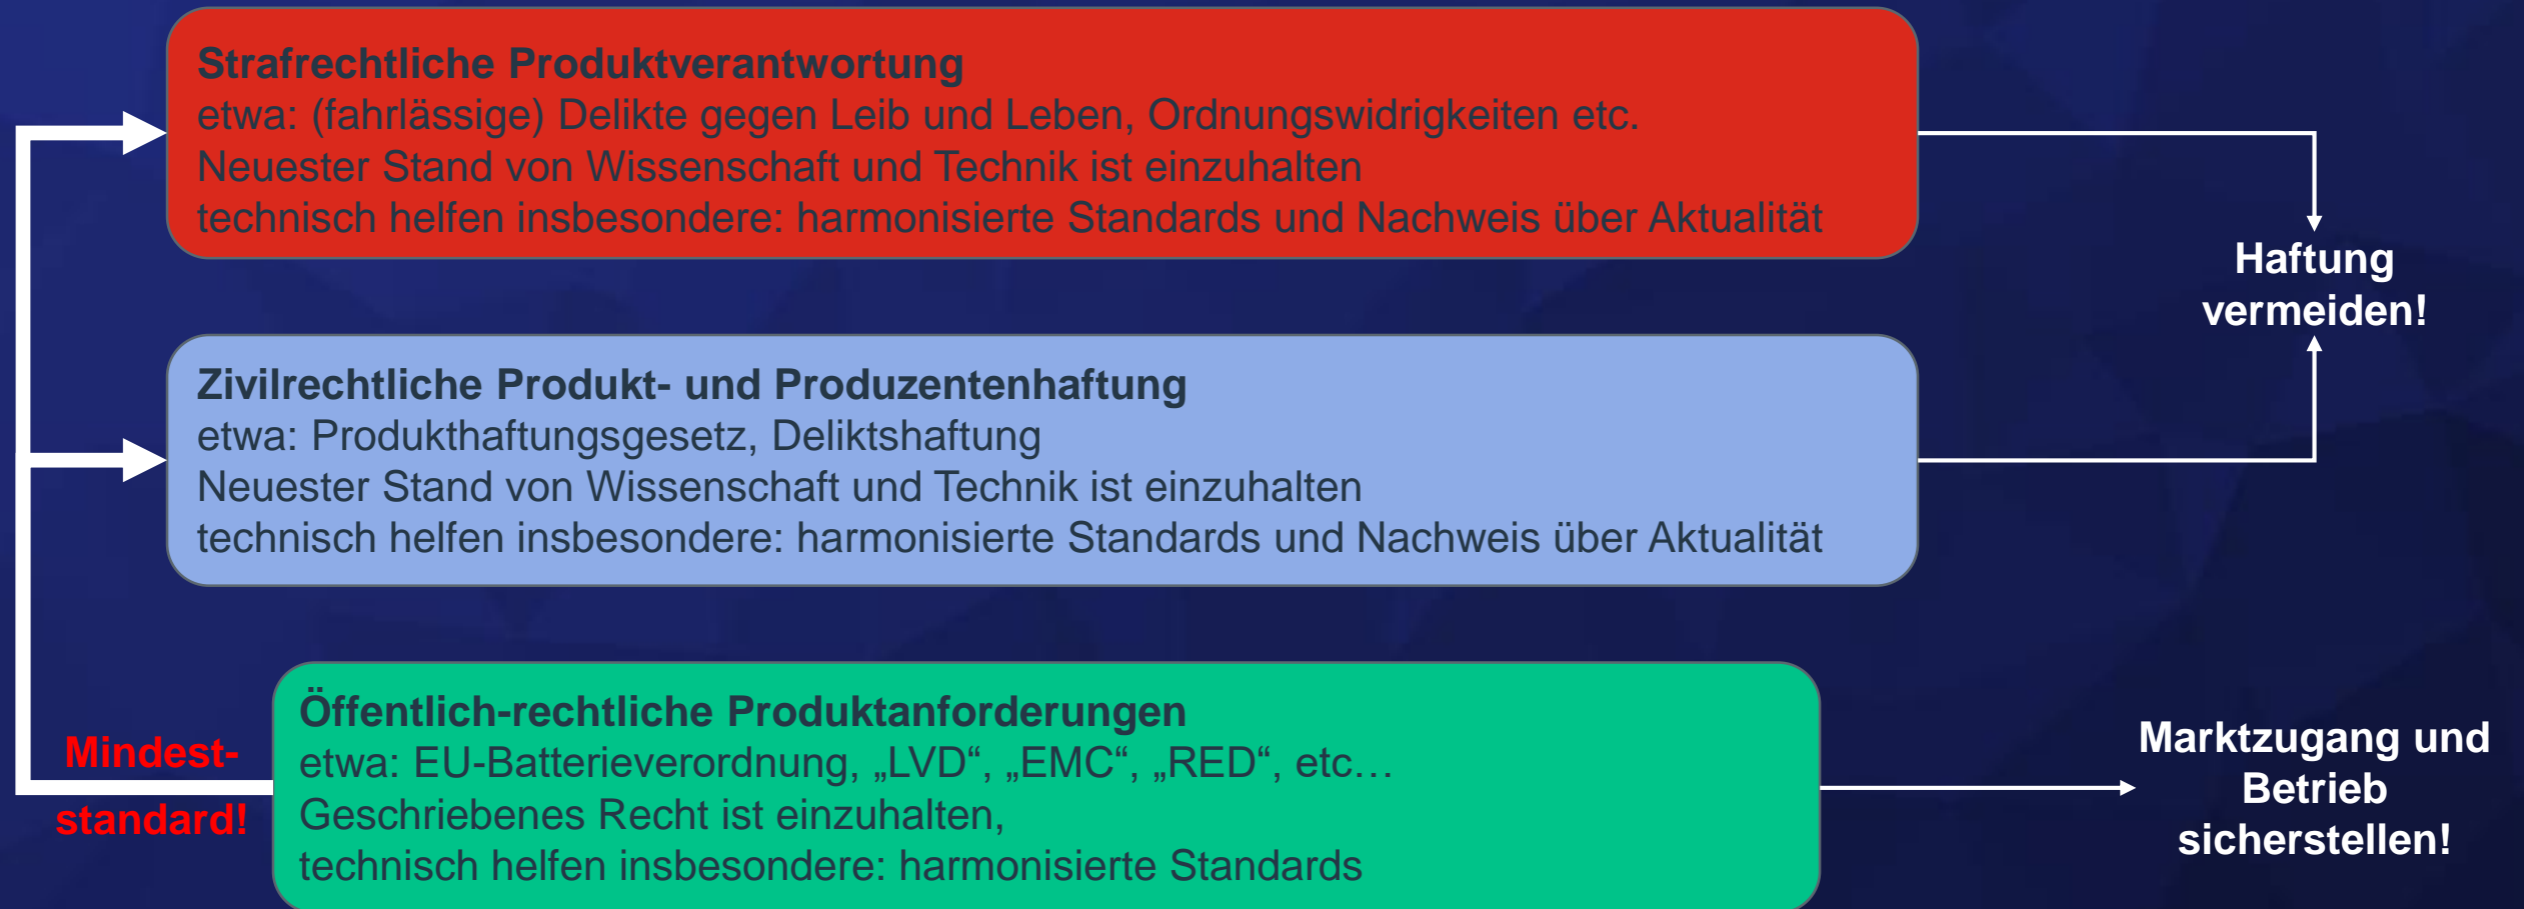 Strafrechtliche Produktverantwortung
etwa: (fahrlässige) Delikte gegen Leib und Leben, Ordnungswidrigkeiten etc.
Neuester Stand von Wissenschaft und Technik ist einzuhalten
technisch helfen insbesondere: harmonisierte Standards und Nachweis über Aktualität
Haftung
vermeiden!
Zivilrechtliche Produkt- und Produzentenhaftung
etwa: Produkthaftungsgesetz, Deliktshaftung
Neuester Stand von Wissenschaft und Technik ist einzuhalten
technisch helfen insbesondere: harmonisierte Standards und Nachweis über Aktualität
Mindest-
standard!
Öffentlich-rechtliche Produktanforderungen
etwa: EU-Batterieverordnung, „LVD“, „EMC“, „RED“, etc…
Geschriebenes Recht ist einzuhalten,
technisch helfen insbesondere: harmonisierte Standards
Marktzugang und
Betrieb
sicherstellen!